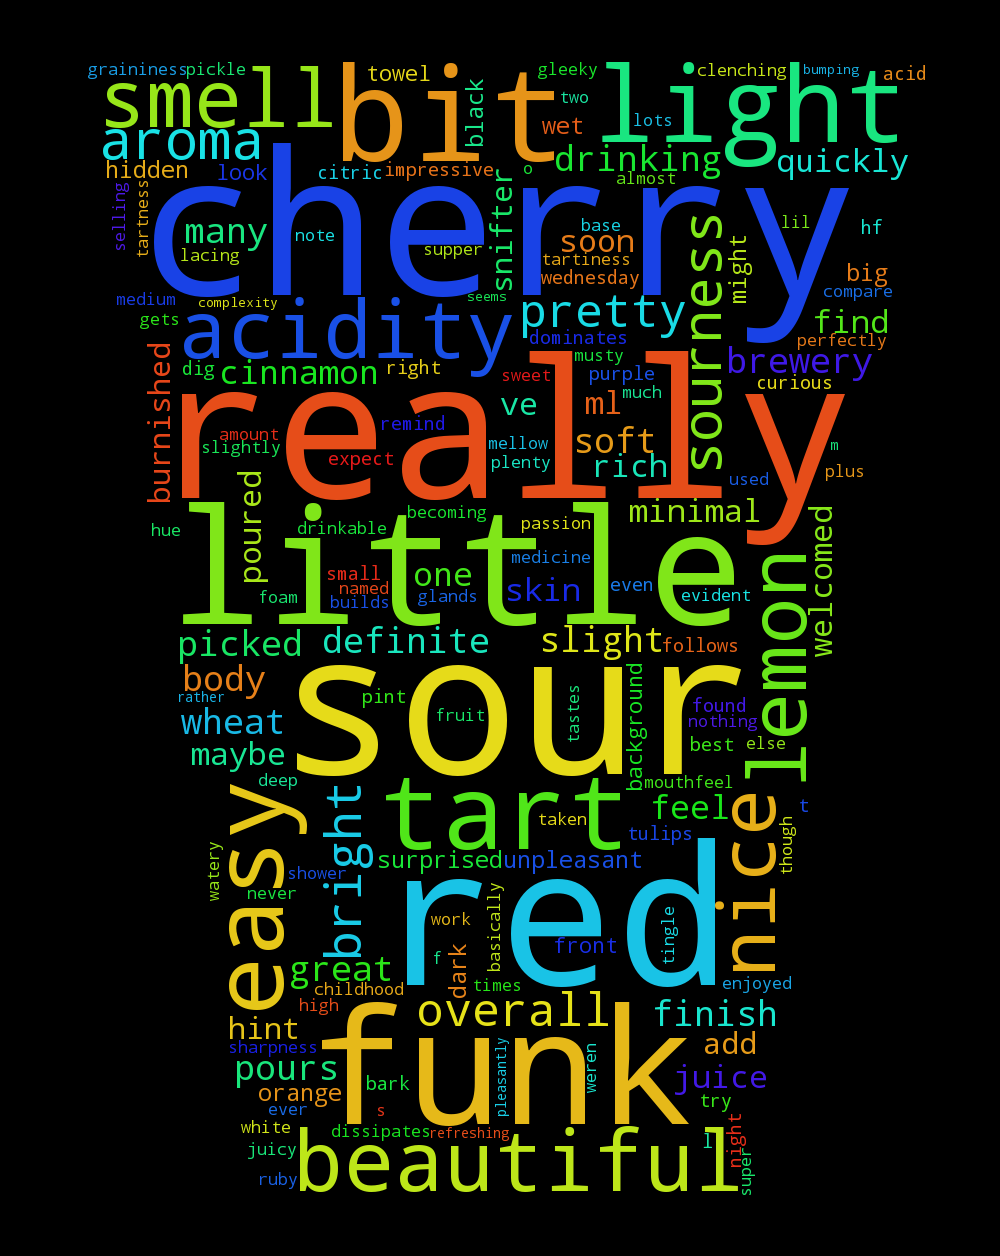 graininess pickle towel gleeky clenching bumping acid
smell bit light
black two lots wet
aroma drinking quickly
hidden look citric impressive o almost
cherry
selling tartness many note snifter supper base soon lil hf
lacing tartiness sourness might big
wednesday
medium complexity seems compare
gets acidity pretty find
dominates perfectly
burnished dig cinnamon right musty brewery
sweet purple curious
really
ve ml much
amount remind
slightly mellow soft m
expect plenty rich plus
used
poured becoming minimal welcomed
hue drinkable passion
little
medicine lemon
small one
named skin even
foam builds glands evident
picked definite slight follows
body
rather pint sour background found
wheat fruit tastes nothing
maybe best else
deep mouthfeel
easy bright tart nice feel t
taken tulips though
watery surprised unpleasant
shower red
never basically
work tingle
dark front
great f
childhood times enjoyed
high overall finish
hint funk
sharpness pleasantly weren add
pours bark juice
orange try
ever s
white dissipates refreshing l night
juicy beautiful
ruby super